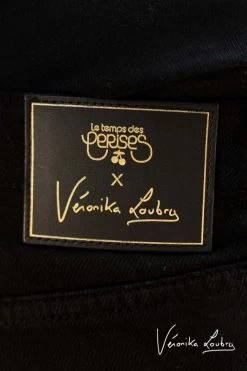 Le temps des
CERISES
X
Véronika Loubry
Véronika Loubry